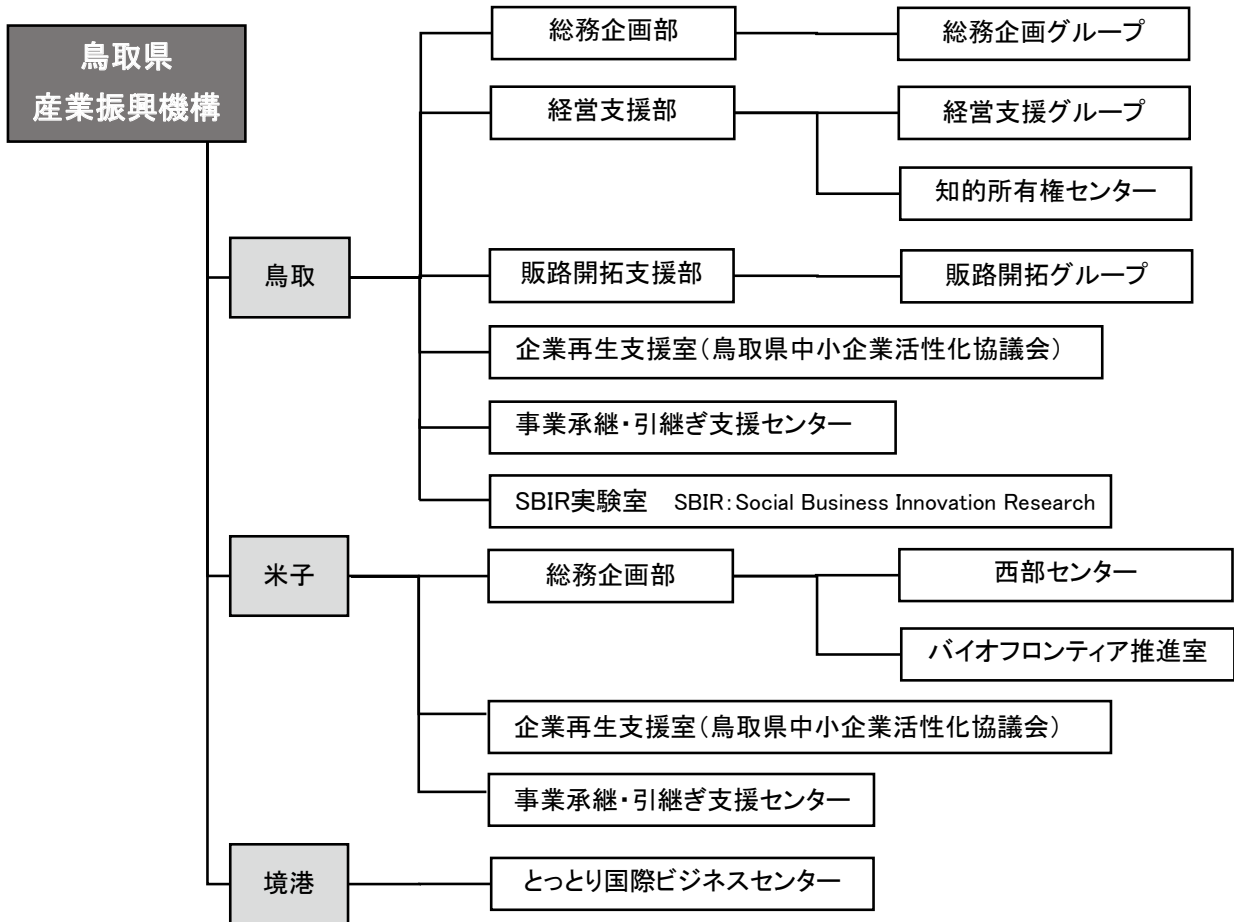 鳥取県
産業振興機構
総務企画部
総務企画グループ
経営支援部
経営支援グループ
知的所有権センター
鳥取
販路開拓支援部
販路開拓グループ
企業再生支援室（鳥取県中小企業活性化協議会）
事業承継・引継ぎ支援センター
SBIR実験室 SBIR：Social Business Innovation Research
米子
総務企画部
西部センター
バイオフロンティア推進室
企業再生支援室（鳥取県中小企業活性化協議会）
事業承継・引継ぎ支援センター
境港
とっとり国際ビジネスセンター